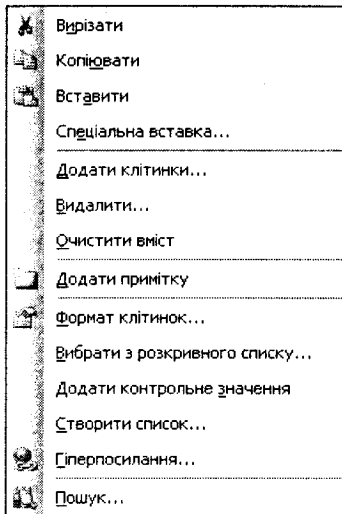 Вирізати
Копіювати
Вставити
Спеціальна вставка...
Додати клітинки...
Видалити...
Очистити вміст
Додати примітку
Формат клітинок...
Вибрати з розкривного списку...
Додати контрольне значення
Створити список...
Гіперпосилання...
Пошук...